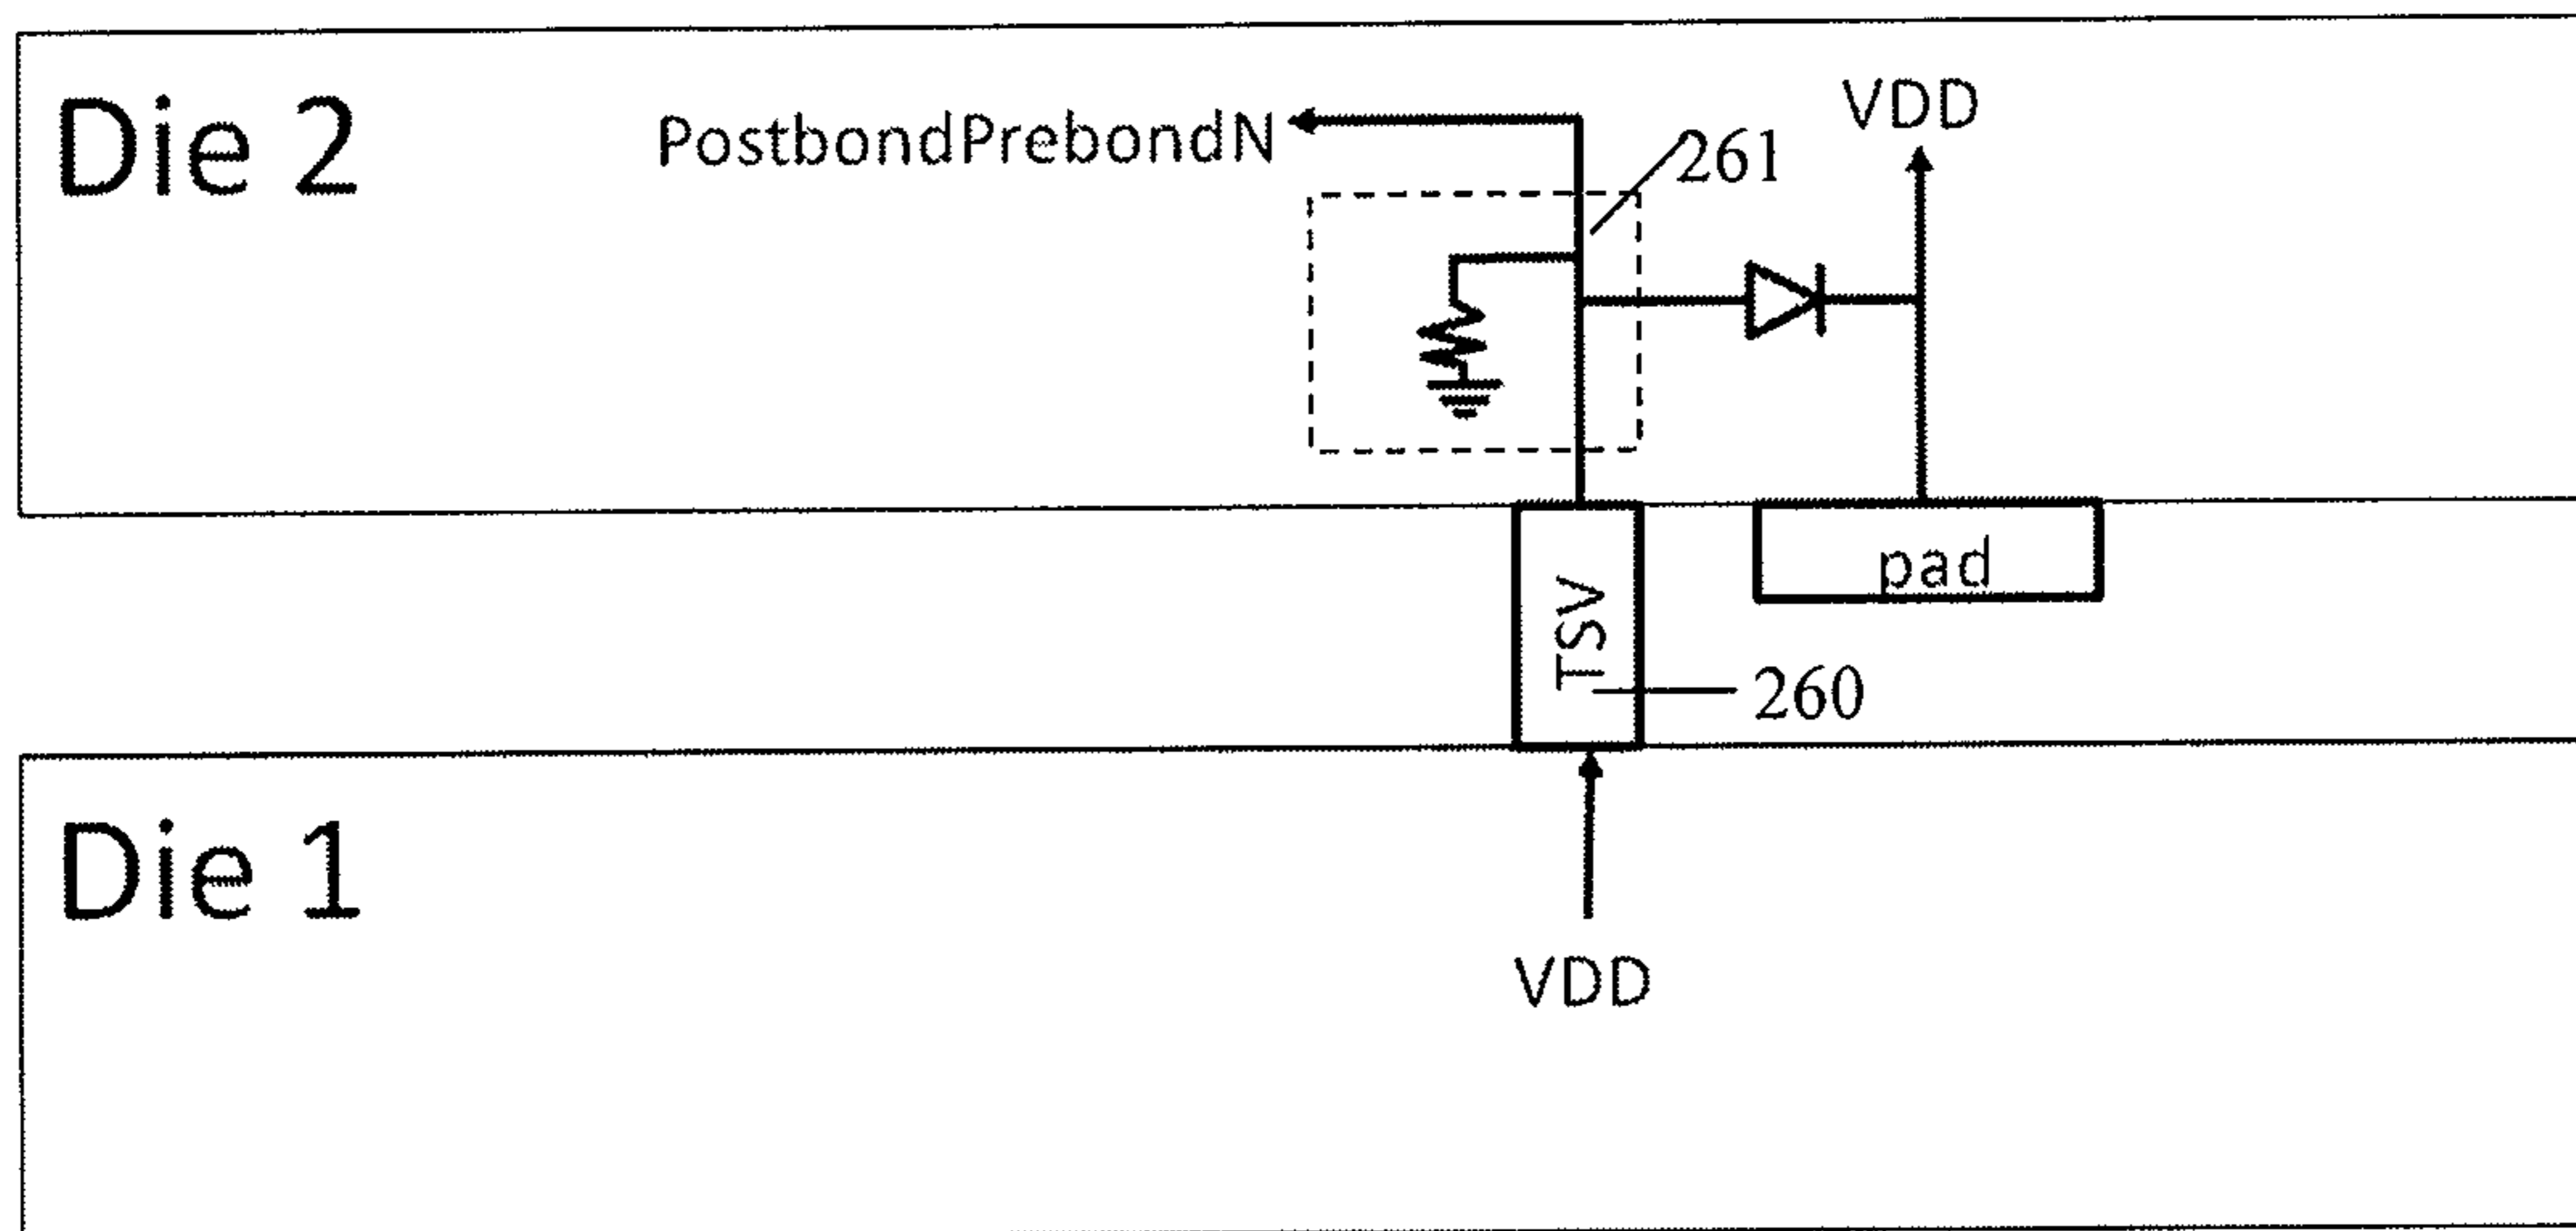 Die 2
PostbondPrebondN
261
VDD
pad
TSV
260
Die 1
VDD